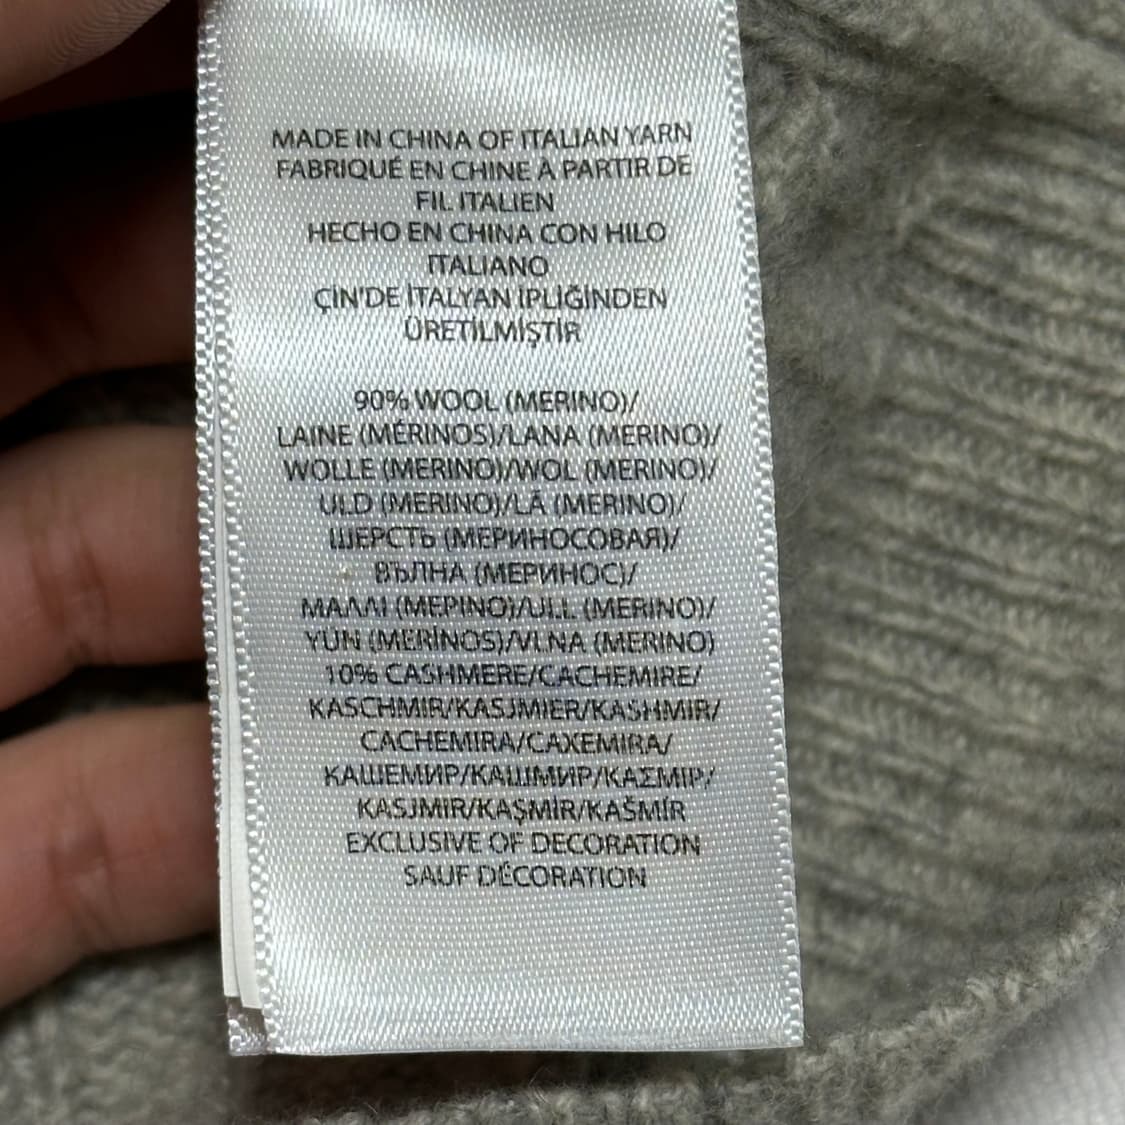 MADE IN CHINA OF ITALIAN YARN
FABRIQUÉ EN CHINE À PARTIR DE
FIL ITALIEN
HECHO EN CHINA CON HILO
ITALIANO
ÇİN'DE İTALYAN İPLİĞİNDEN
ÜRETİLMİŞTİR
90% WOOL (MERINO)/
LAINE (MÉRINOS)/LANA (MERINO)/
WOLLE (MERINO)/WOL (MERINO)/
ULD (MERINO)/LÃ (MERINO)/
ШЕРСТЬ (МЕРИНОСОВАЯ)/
ВЪЛНА (МЕРИНОС)/
ΜΑΛΛΙ (ΜΕΡΙΝΟ)/ULL (MERINO)/
YÜN (MERİNOS)/VLNA (MERINO)
10% CASHMERE/CACHEMIRE/
KASCHMIR/KASJMIER/KASHMIR/
CACHEMIRA/CAXEMIRA/
КАШЕМИР/КАШМИР/ΚΑΣΜΙΡ/
KASJMIR/KAŞMİR/KAŠMÍR
EXCLUSIVE OF DECORATION
SAUF DÉCORATION